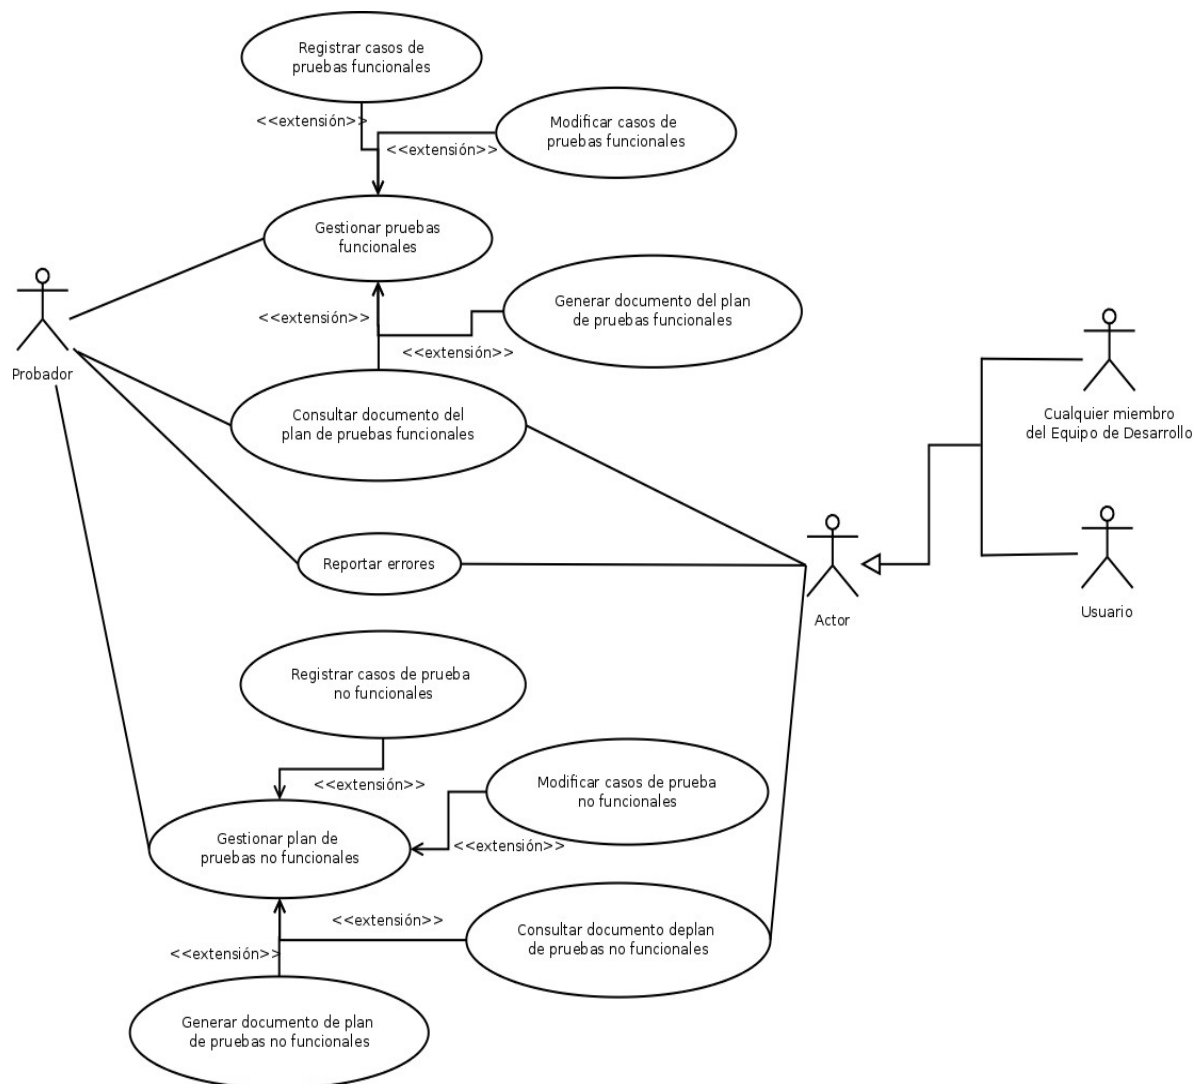 Registrar casos de
pruebas funcionales
<<extensión>>
Modificar casos de
pruebas funcionales
<<extensión>>
Gestionar pruebas
funcionales
Generar documento del plan
de pruebas funcionales
<<extensión>>
<<extensión>>
Probador
Consultar documento del
plan de pruebas funcionales
Cualquier miembro
del Equipo de Desarrollo
Reportar errores
Actor
Usuario
Registrar casos de prueba
no funcionales
<<extensión>>
Modificar casos de prueba
no funcionales
Gestionar plan de
pruebas no funcionales
<<extensión>>
<<extensión>>
Consultar documento deplan
de pruebas no funcionales
<<extensión>>
Generar documento de plan
de pruebas no funcionales